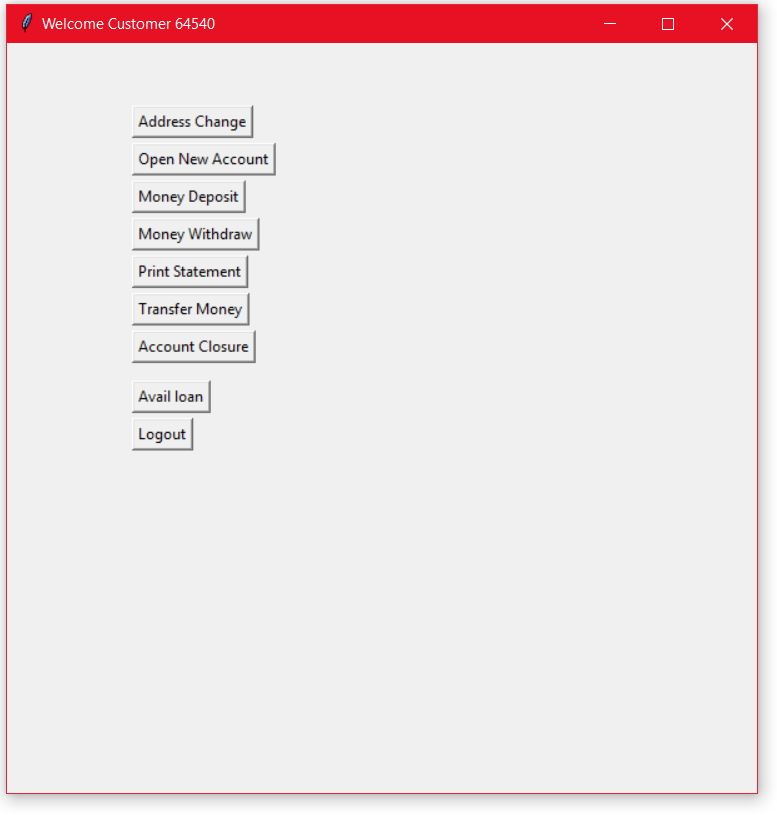 Welcome Customer 64540
Address Change
Open New Account
Money Deposit
Money Withdraw
Print Statement
Transfer Money
Account Closure
Avail loan
Logout